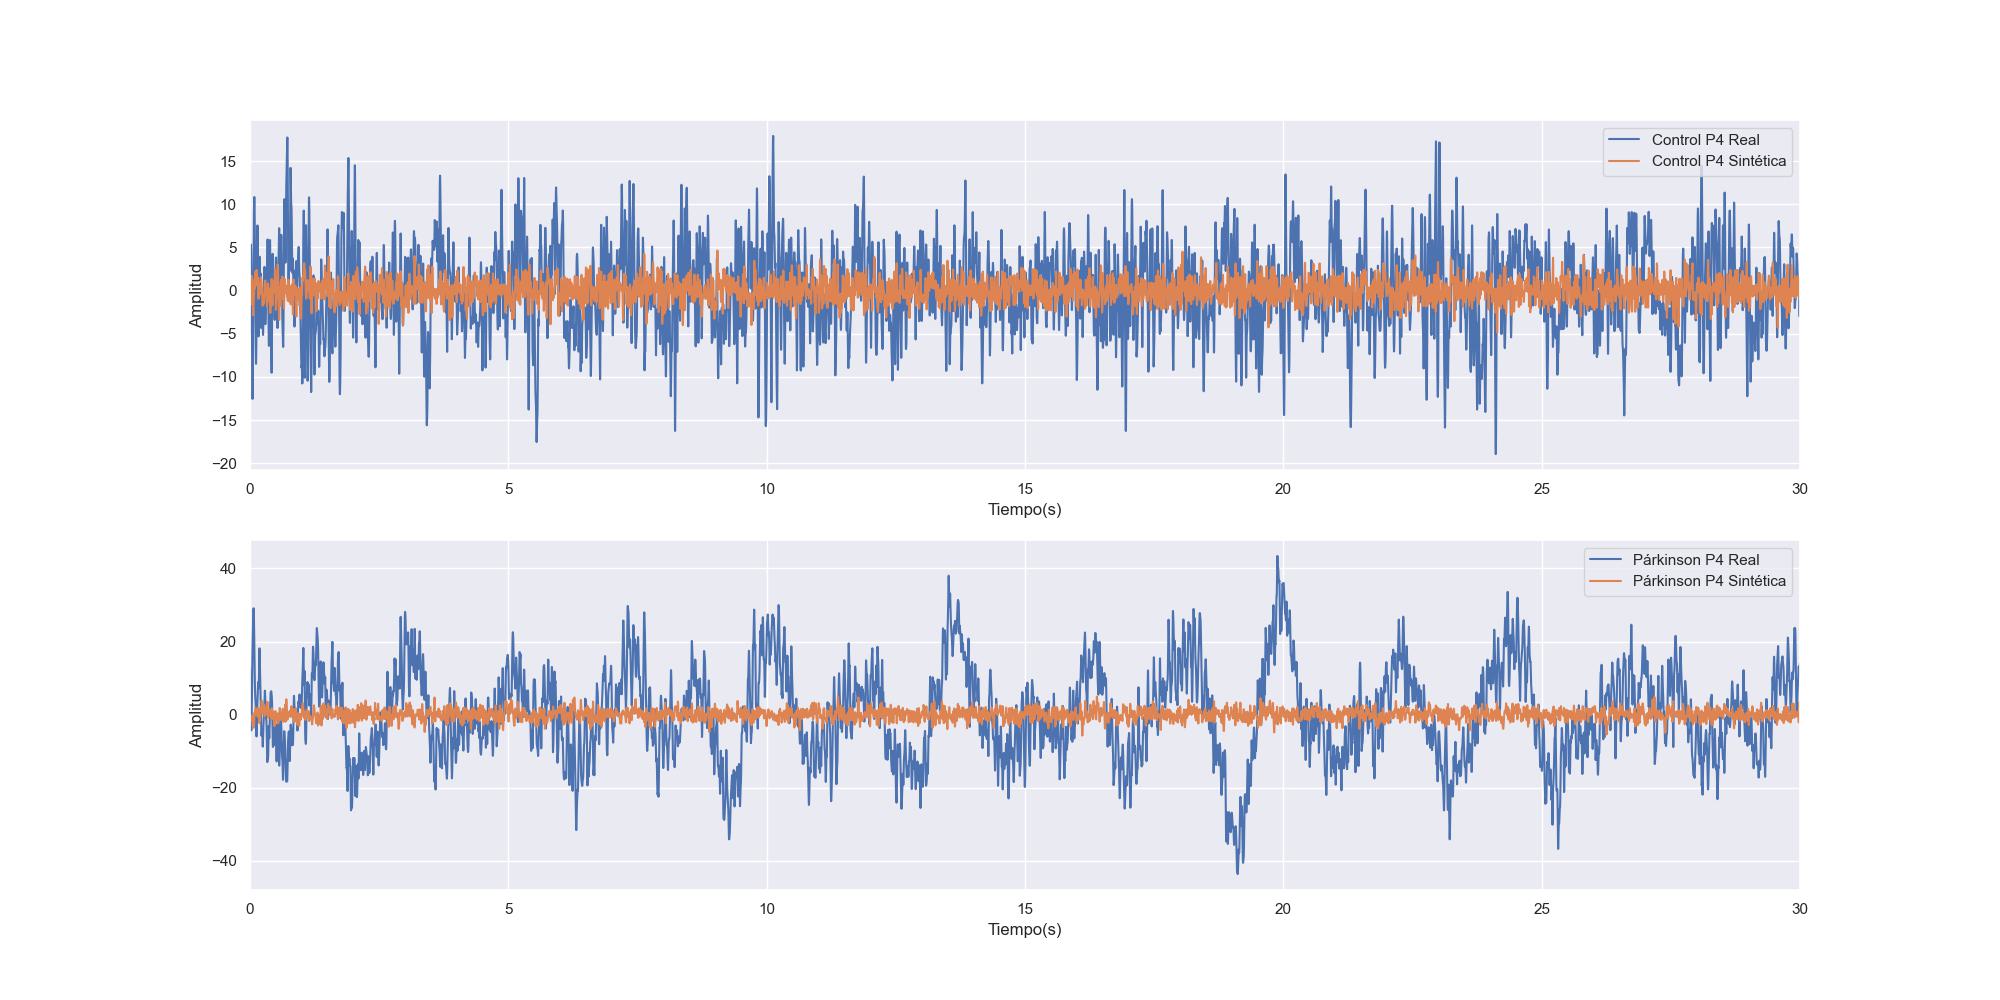 Control P4 Real
Control P4 Sintética
15
10
5
0
−5
−10
−15
−20
Amplitud
0 5 10 15 20 25 30
Tiempo(s)
Párkinson P4 Real
Párkinson P4 Sintética
40
20
0
−20
−40
Amplitud
0 5 10 15 20 25 30
Tiempo(s)